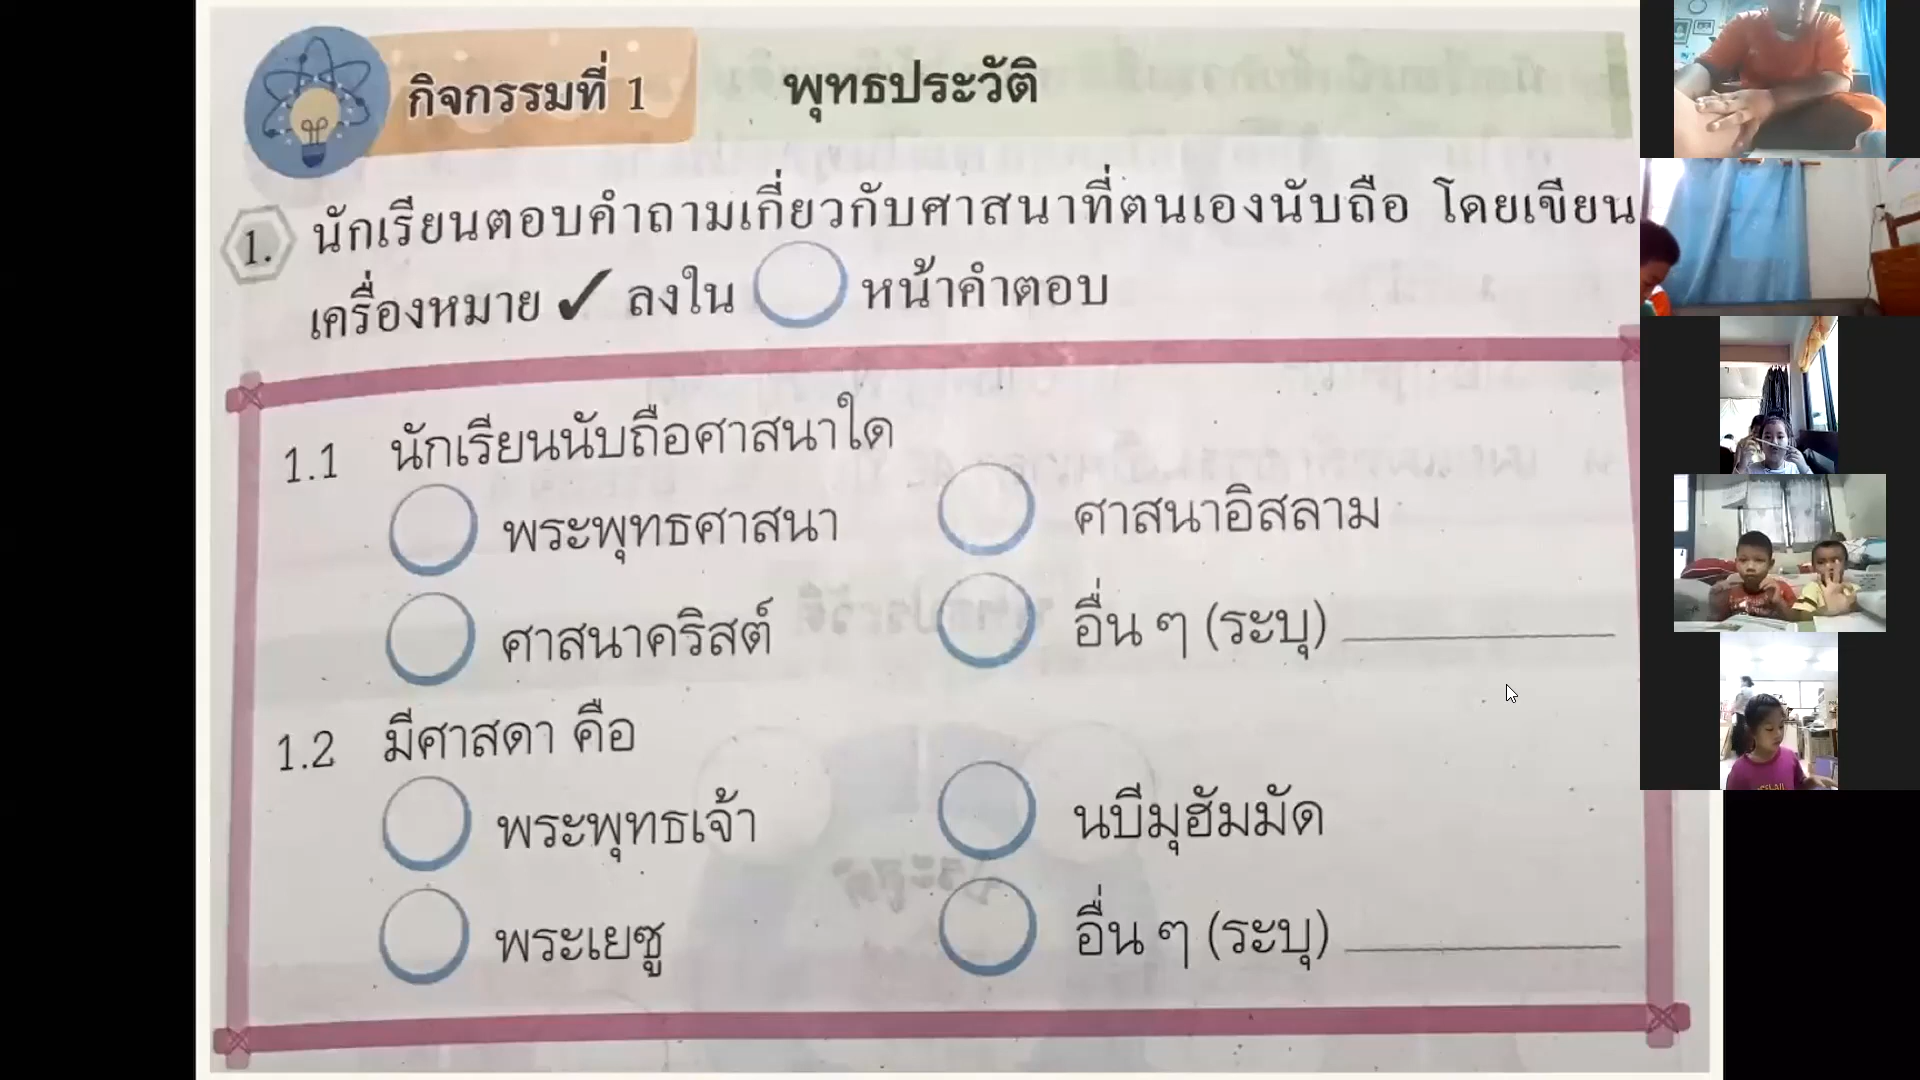 กิจกรรมที่ 1
พุทธประวัติ
1. นักเรียนตอบคำถามเกี่ยวกับศาสนาที่ตนเองนับถือ โดยเขียน
เครื่องหมาย ✓ ลงใน ◯ หน้าคำตอบ
1.1 นักเรียนนับถือศาสนาใด
◯ พระพุทธศาสนา ◯ ศาสนาอิสลาม
◯ ศาสนาคริสต์ ◯ อื่น ๆ (ระบุ) ________
1.2 มีศาสดา คือ
◯ พระพุทธเจ้า ◯ นบีมุฮัมมัด
◯ พระเยซู ◯ อื่น ๆ (ระบุ) ________